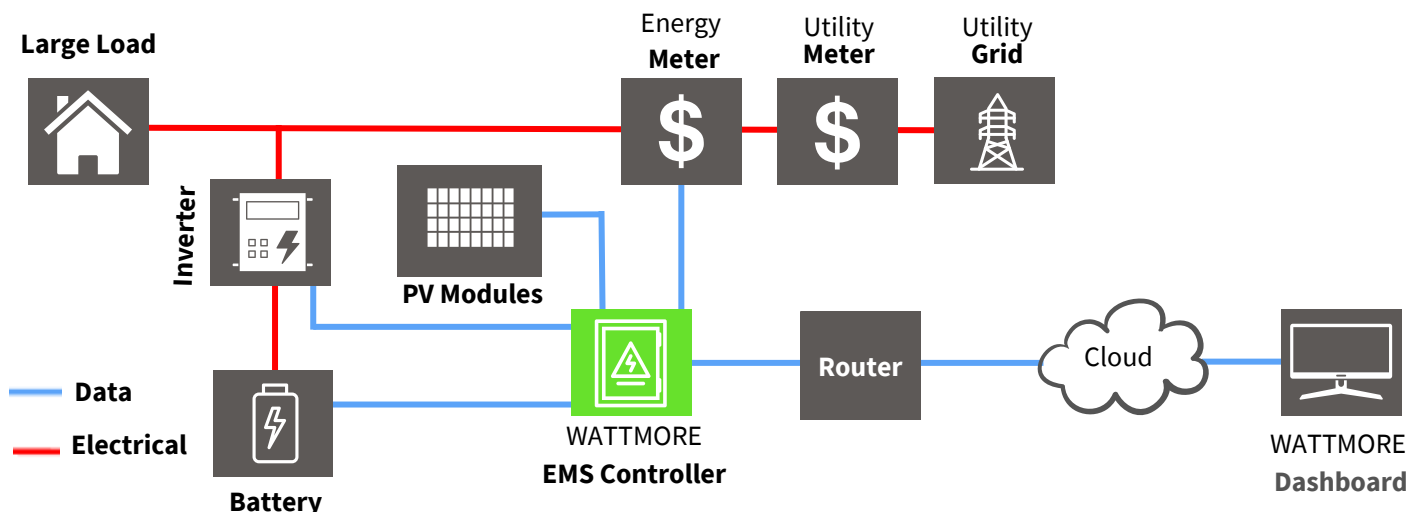 Large Load
Energy
Meter
Utility
Meter
Utility
Grid
$
$
Inverter
PV Modules
Router
Cloud
Data
Electrical
Battery
WATTMORE
EMS Controller
WATTMORE
Dashboard